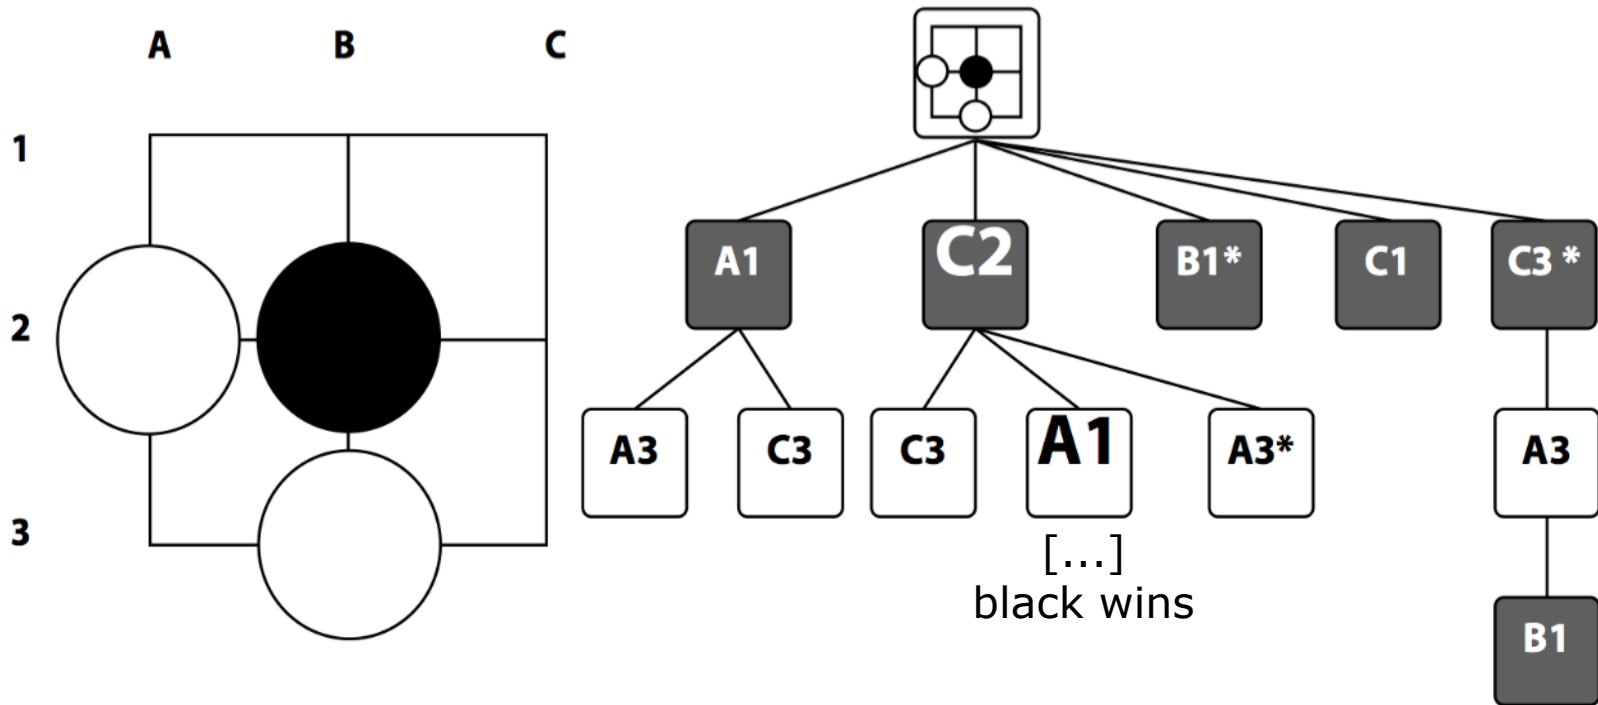 A B C
1
2
3
A1 C2 B1* C1 C3 *
A3 C3 C3 A1 A3* A3
[...]
black wins
B1